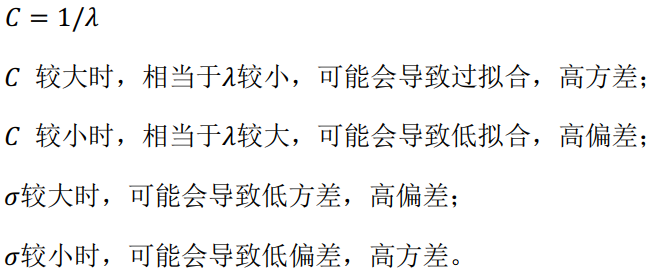 C = 1/λ
C 较大时，相当于λ较小，可能会导致过拟合，高方差；
C 较小时，相当于λ较大，可能会导致低拟合，高偏差；
σ较大时，可能会导致低方差，高偏差；
σ较小时，可能会导致低偏差，高方差。